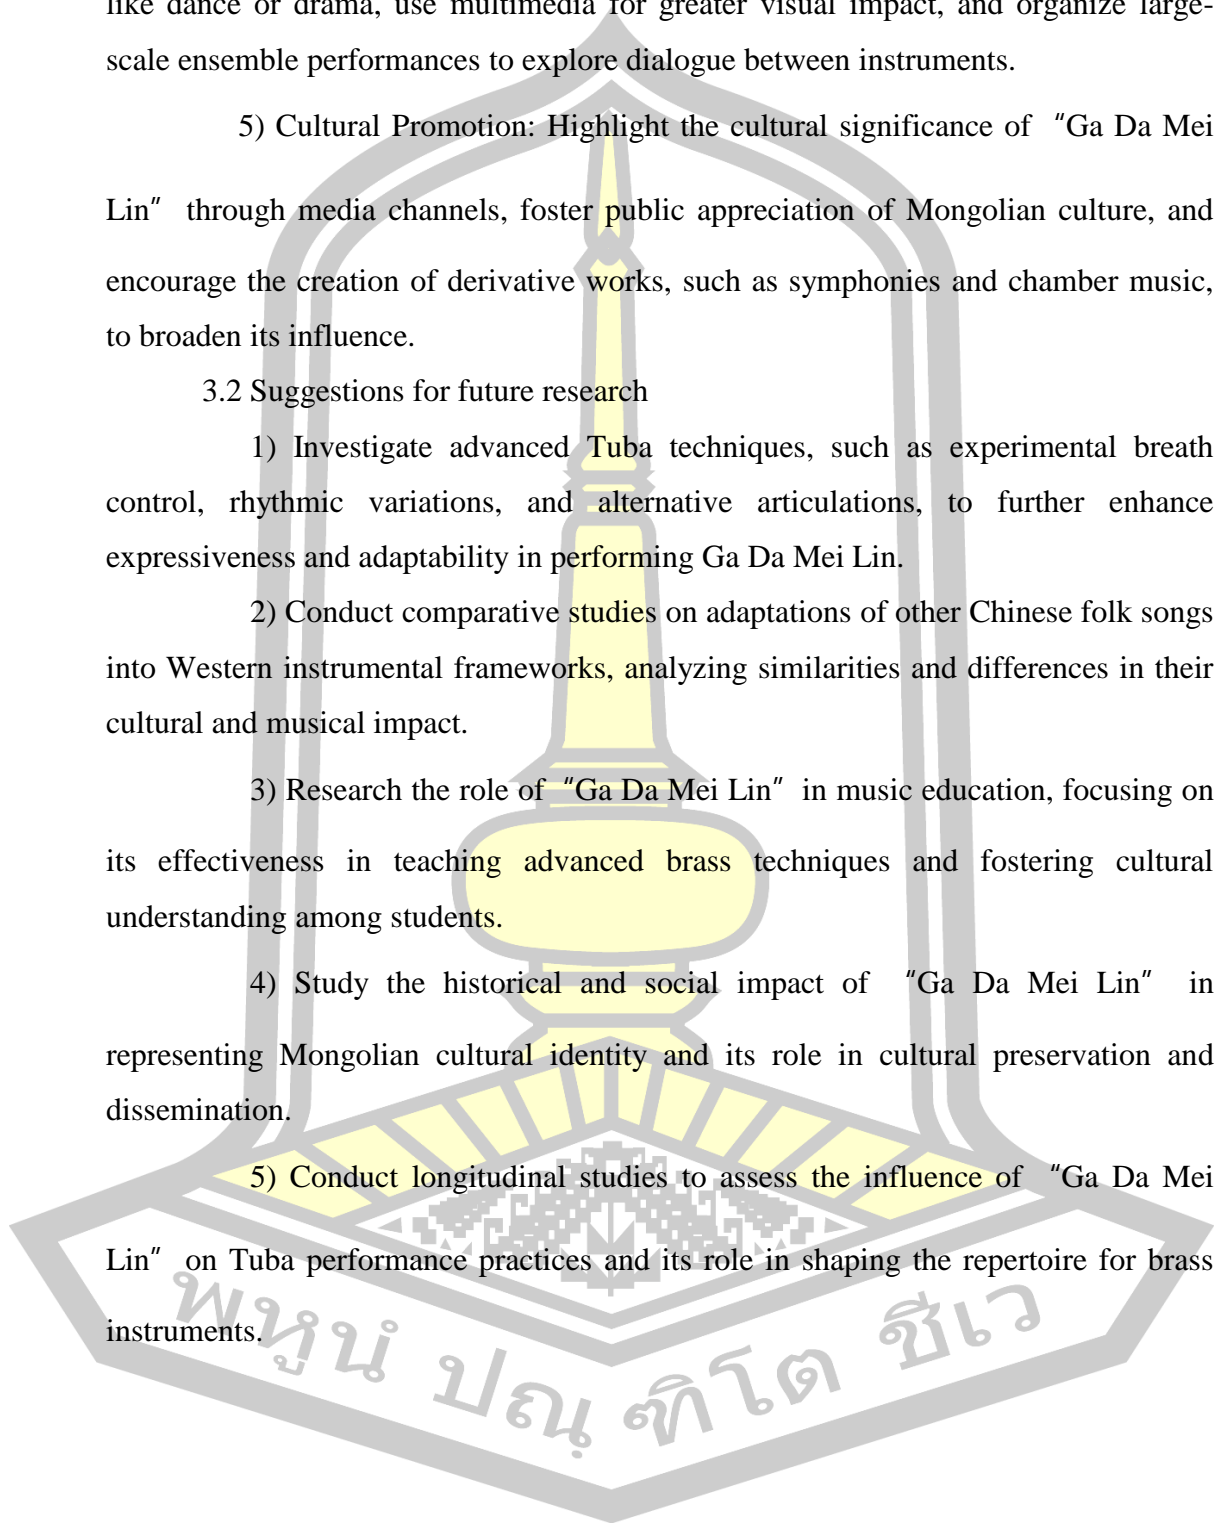 like dance or drama, use multimedia for greater visual impact, and organize large-
scale ensemble performances to explore dialogue between instruments.
5) Cultural Promotion: Highlight the cultural significance of “Ga Da Mei
Lin” through media channels, foster public appreciation of Mongolian culture, and
encourage the creation of derivative works, such as symphonies and chamber music,
to broaden its influence.
3.2 Suggestions for future research
1) Investigate advanced Tuba techniques, such as experimental breath
control, rhythmic variations, and alternative articulations, to further enhance
expressiveness and adaptability in performing Ga Da Mei Lin.
2) Conduct comparative studies on adaptations of other Chinese folk songs
into Western instrumental frameworks, analyzing similarities and differences in their
cultural and musical impact.
3) Research the role of “Ga Da Mei Lin” in music education, focusing on
its effectiveness in teaching advanced brass techniques and fostering cultural
understanding among students.
4) Study the historical and social impact of “Ga Da Mei Lin” in
representing Mongolian cultural identity and its role in cultural preservation and
dissemination.
5) Conduct longitudinal studies to assess the influence of “Ga Da Mei
Lin” on Tuba performance practices and its role in shaping the repertoire for brass
instruments.
พหูนํ ปณฺฑิโต ชีเว